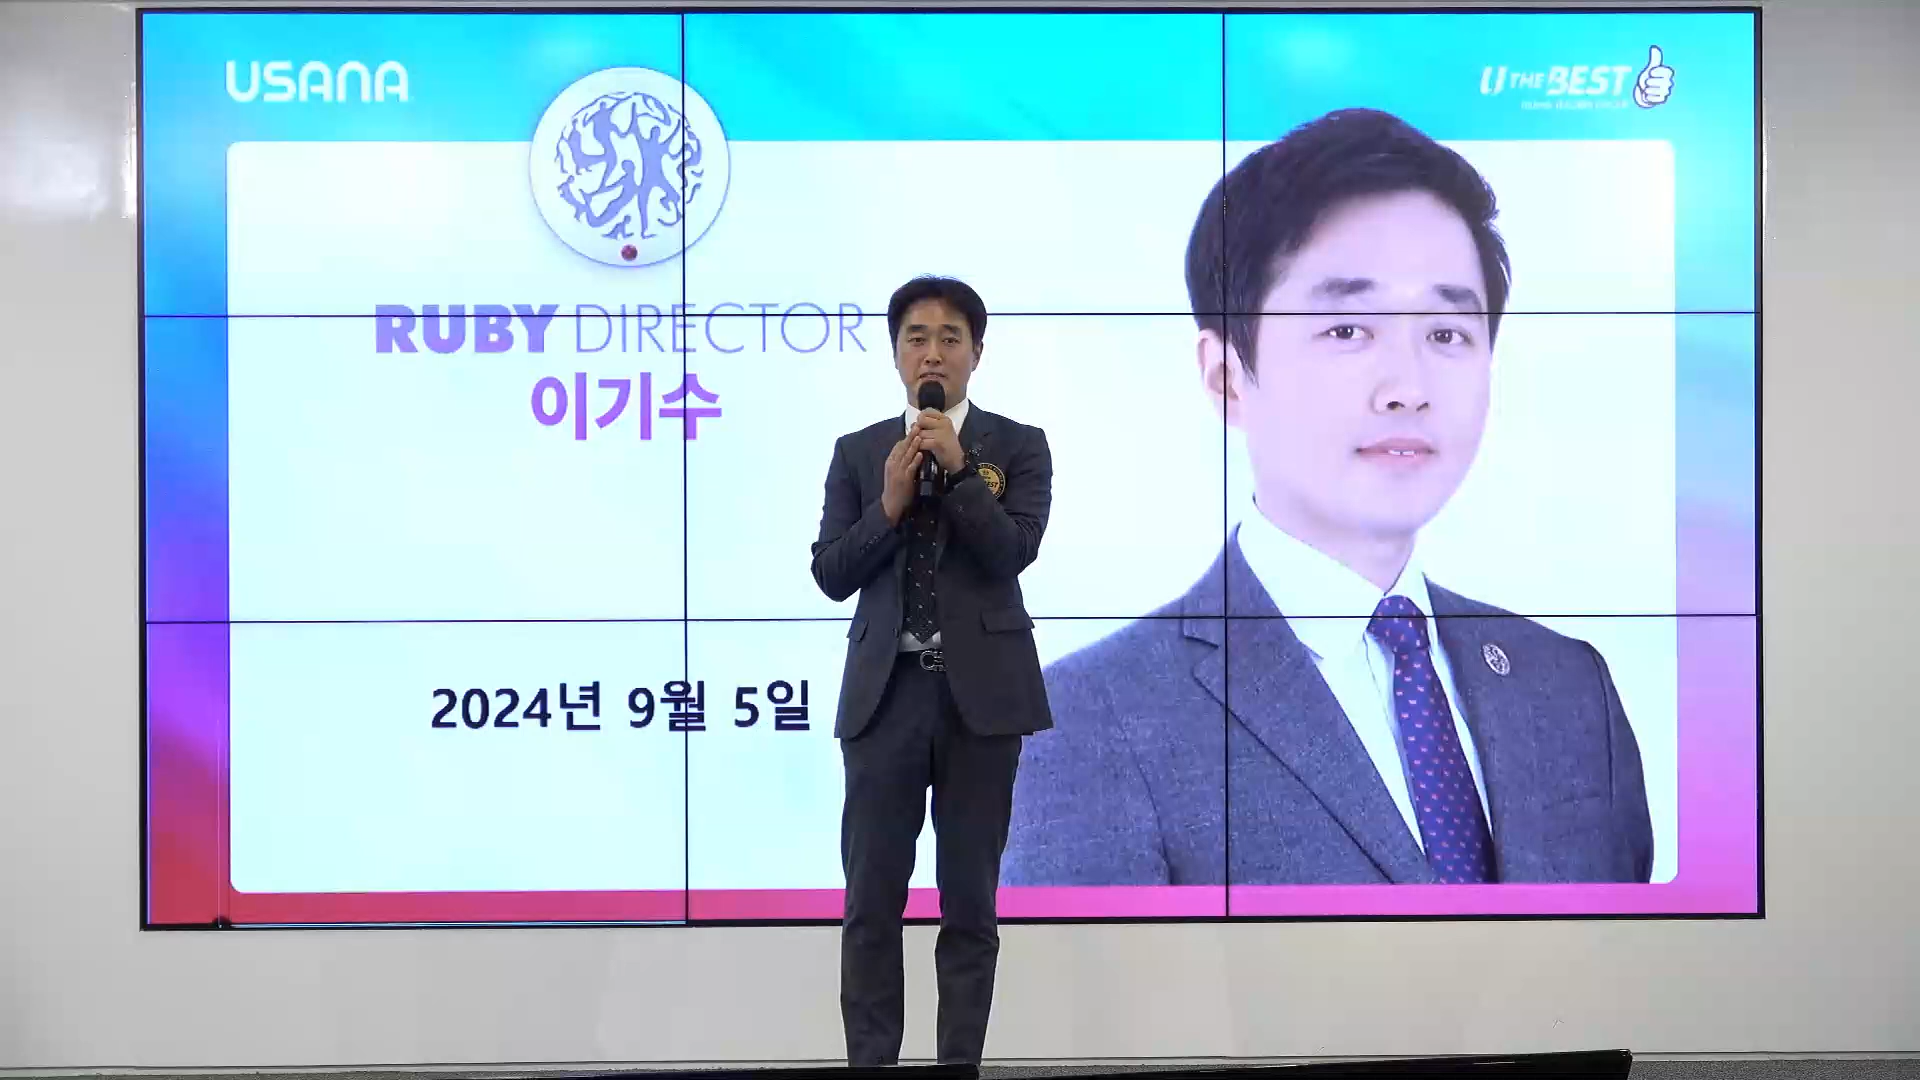 USANA
U THE BEST
RUBY DIRECTOR
이기수
2024년 9월 5일